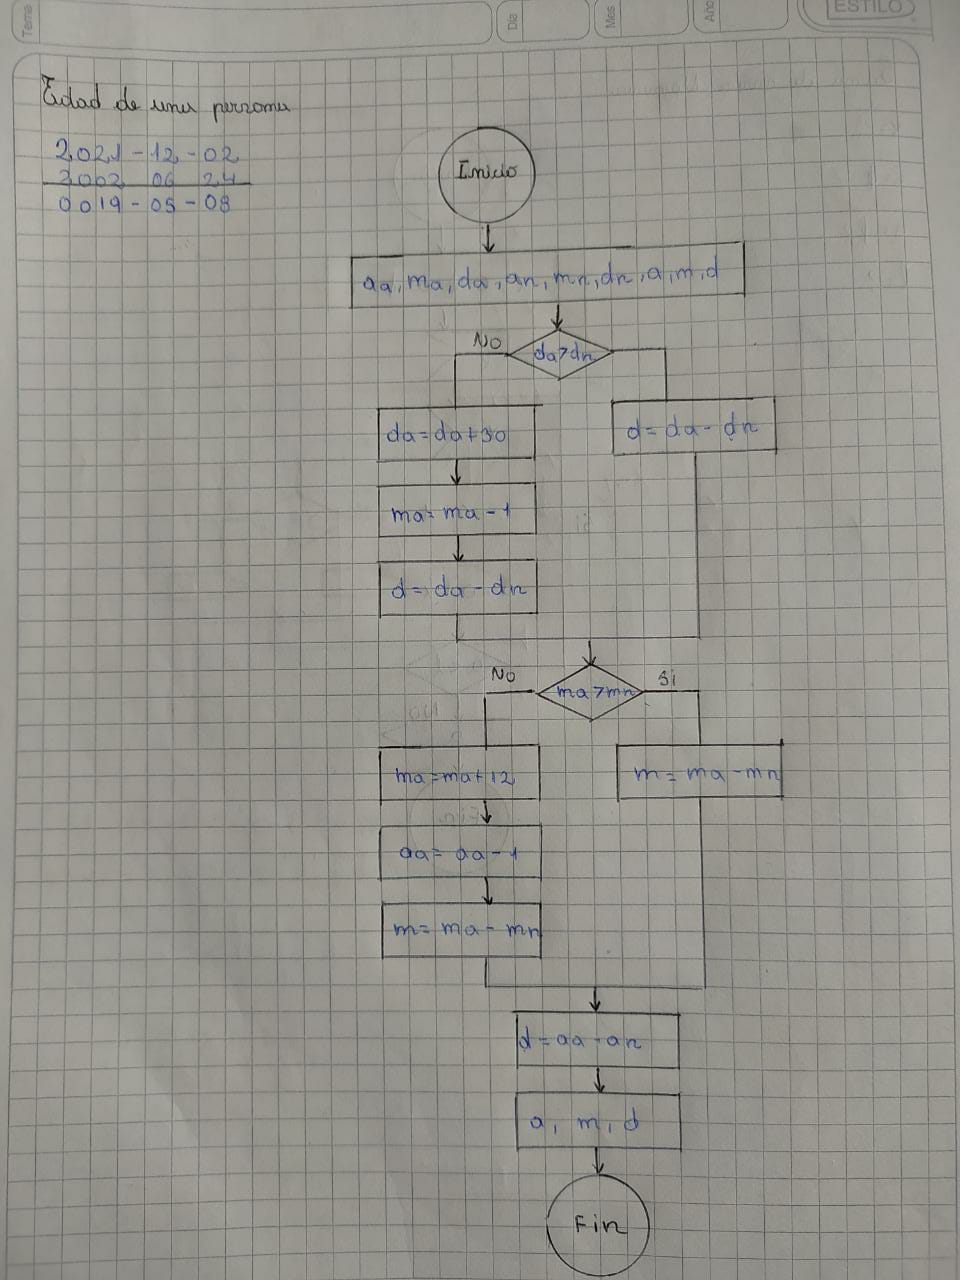 Tema
Día
Mes
Año
ESTILO
Edad de una persona
2021-12-02
2002 06 24
0019-05-08
Inicio
aa, ma, da, an, mn, dn, a, m, d
No
da>dn
da=da+30
d=da-dn
ma=ma-1
d=da-dn
No
ma>mn
Si
ma=ma+12
m=ma-mn
aa=aa-1
m=ma-mn
d=aa-an
a, m, d
Fin